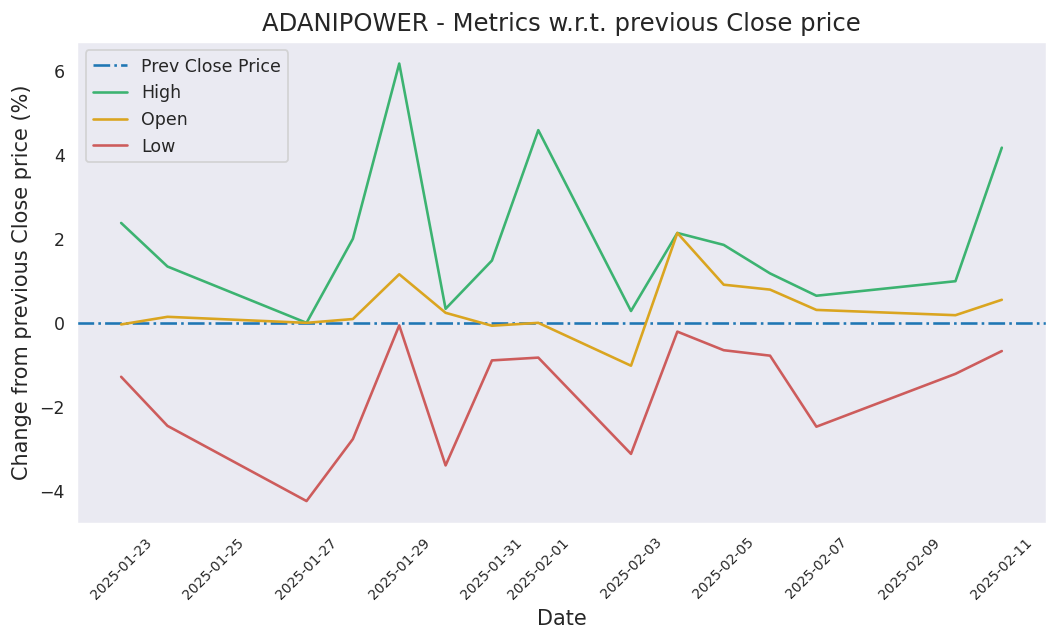 ADANIPOWER - Metrics w.r.t. previous Close price
Change from previous Close price (%)
6
4
2
0
−2
−4
Prev Close Price
High
Open
Low
2025-01-23
2025-01-25
2025-01-27
2025-01-29
2025-01-31
2025-02-01
2025-02-03
2025-02-05
2025-02-07
2025-02-09
2025-02-11
Date